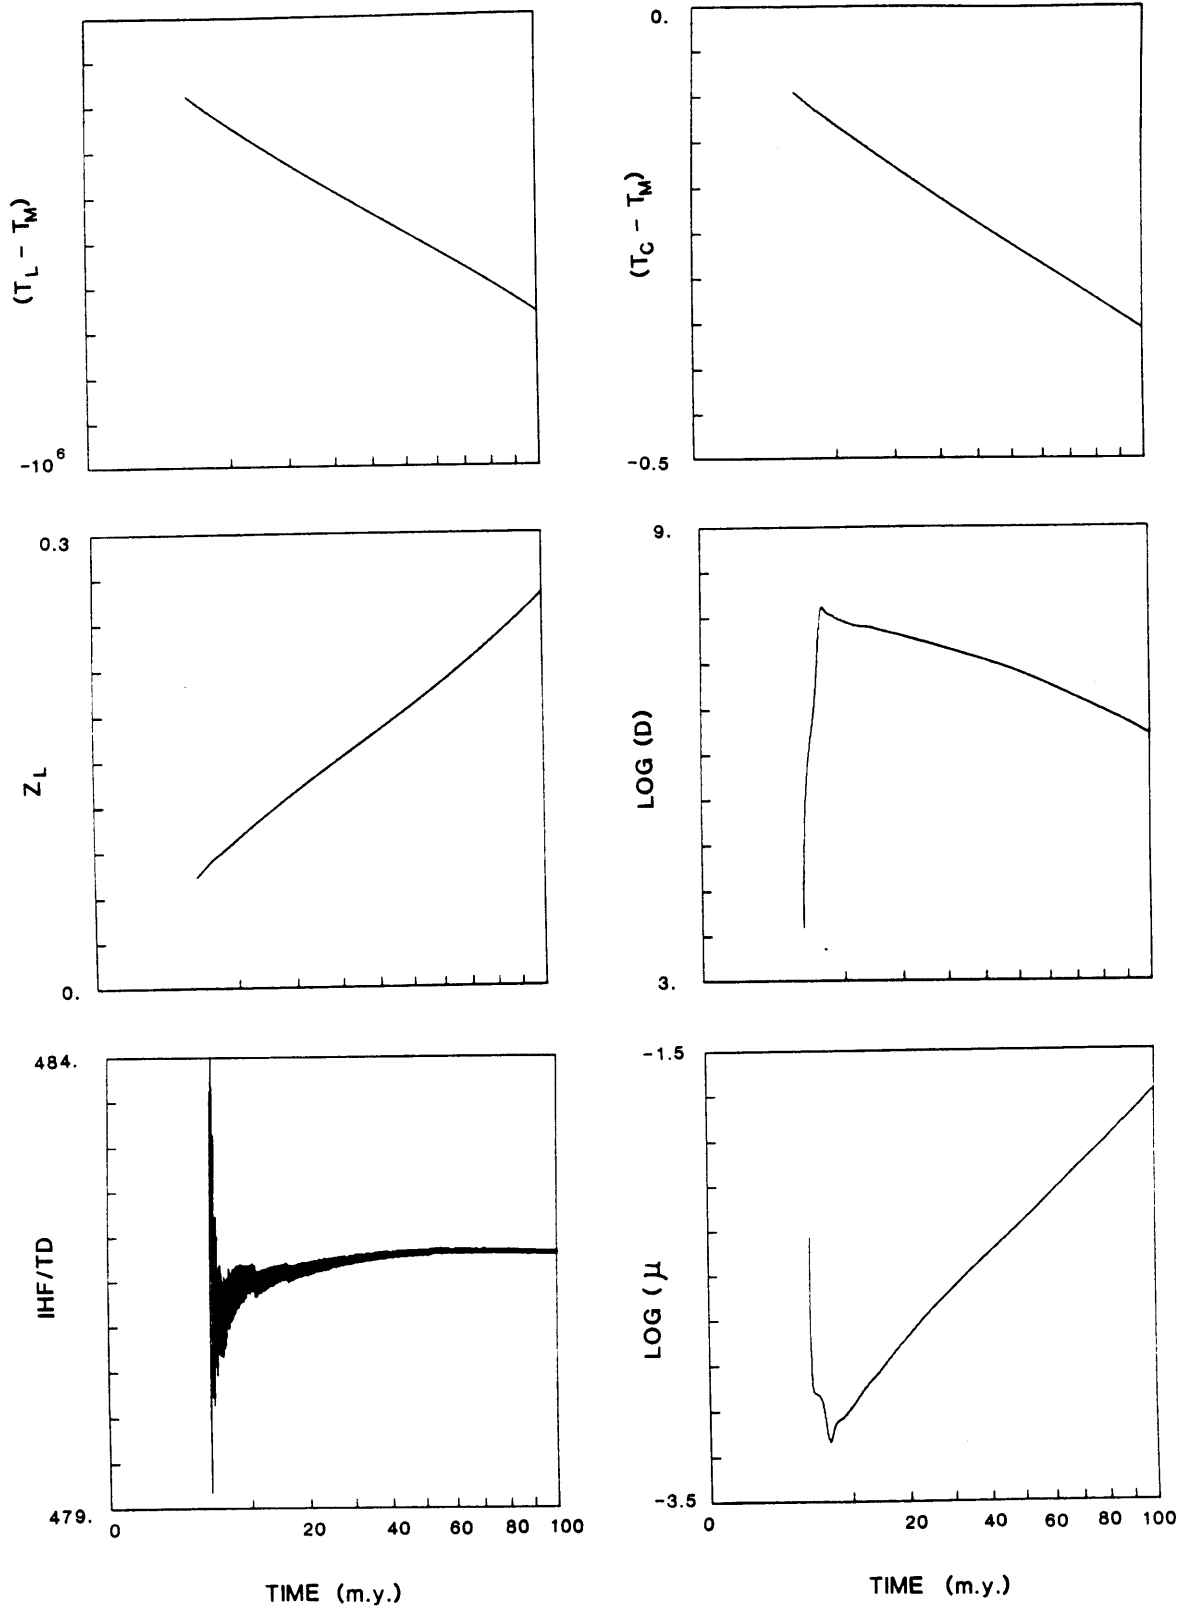 0.
(T_L – T_M)
(T_C – T_M)
-10^6
-0.5
0.3
9.
Z_L
LOG (D)
0.
3.
484.
-1.5
IHF/TD
LOG (μ
479.
-3.5
0 20 40 60 80 100
0 20 40 60 80 100
TIME (m.y.)
TIME (m.y.)